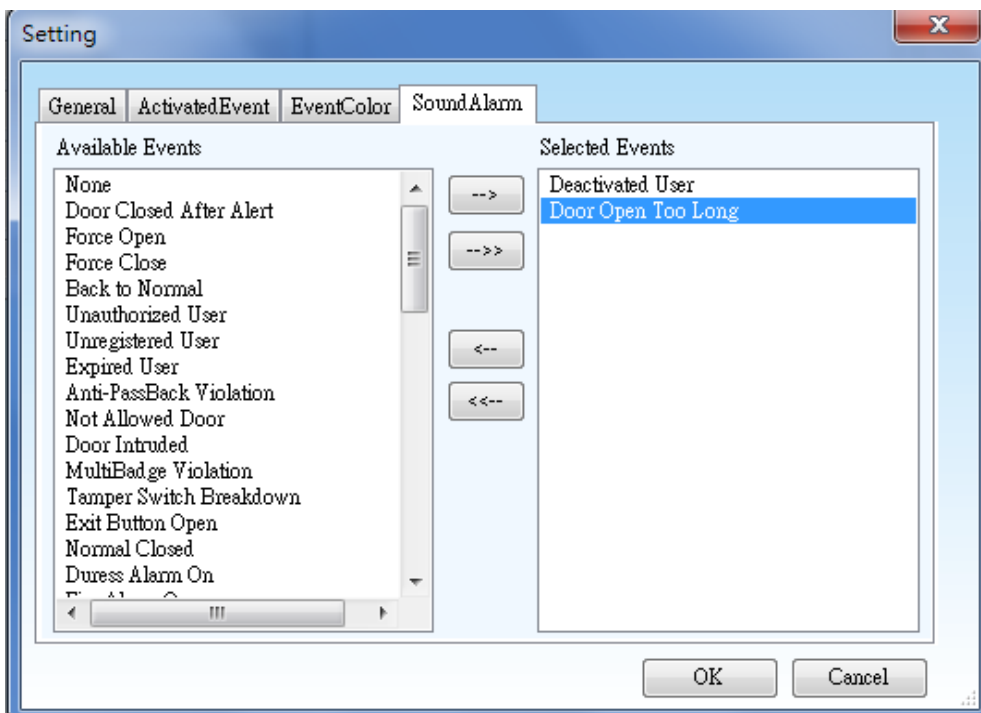 Setting
General ActivatedEvent EventColor SoundAlarm
Available Events
None
Door Closed After Alert
Force Open
Force Close
Back to Normal
Unauthorized User
Unregistered User
Expired User
Anti-PassBack Violation
Not Allowed Door
Door Intruded
MultiBadge Violation
Tamper Switch Breakdown
Exit Button Open
Normal Closed
Duress Alarm On
-->
-->>
<--
<<--
Selected Events
Deactivated User
Door Open Too Long
OK Cancel